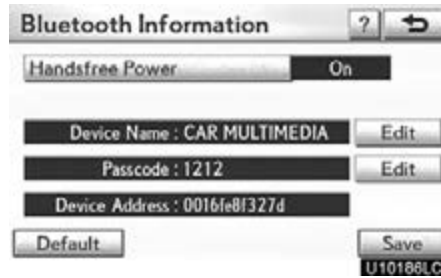 Bluetooth Information ?
Handsfree Power On
Device Name : CAR MULTIMEDIA Edit
Passcode : 1212 Edit
Device Address : 0016fe8f327d
Default Save
U10186LC